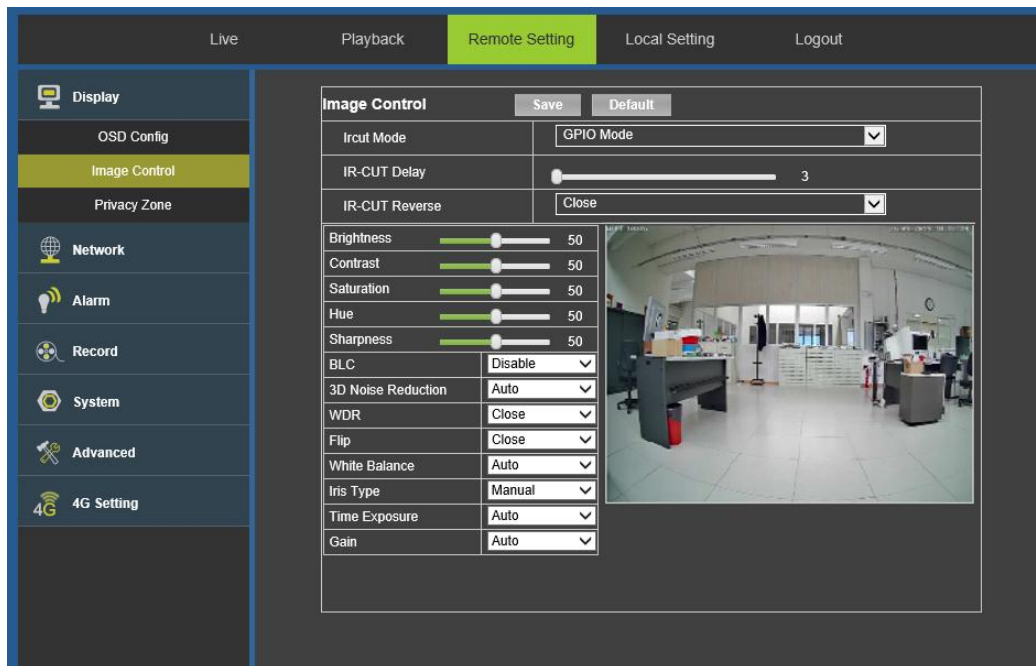 Live Playback Remote Setting Local Setting Logout
Display
OSD Config
Image Control
Privacy Zone
Network
Alarm
Record
System
Advanced
4G 4G Setting
Image Control Save Default
Ircut Mode GPIO Mode
IR-CUT Delay 3
IR-CUT Reverse Close
Brightness 50
Contrast 50
Saturation 50
Hue 50
Sharpness 50
BLC Disable
3D Noise Reduction Auto
WDR Close
Flip Close
White Balance Auto
Iris Type Manual
Time Exposure Auto
Gain Auto